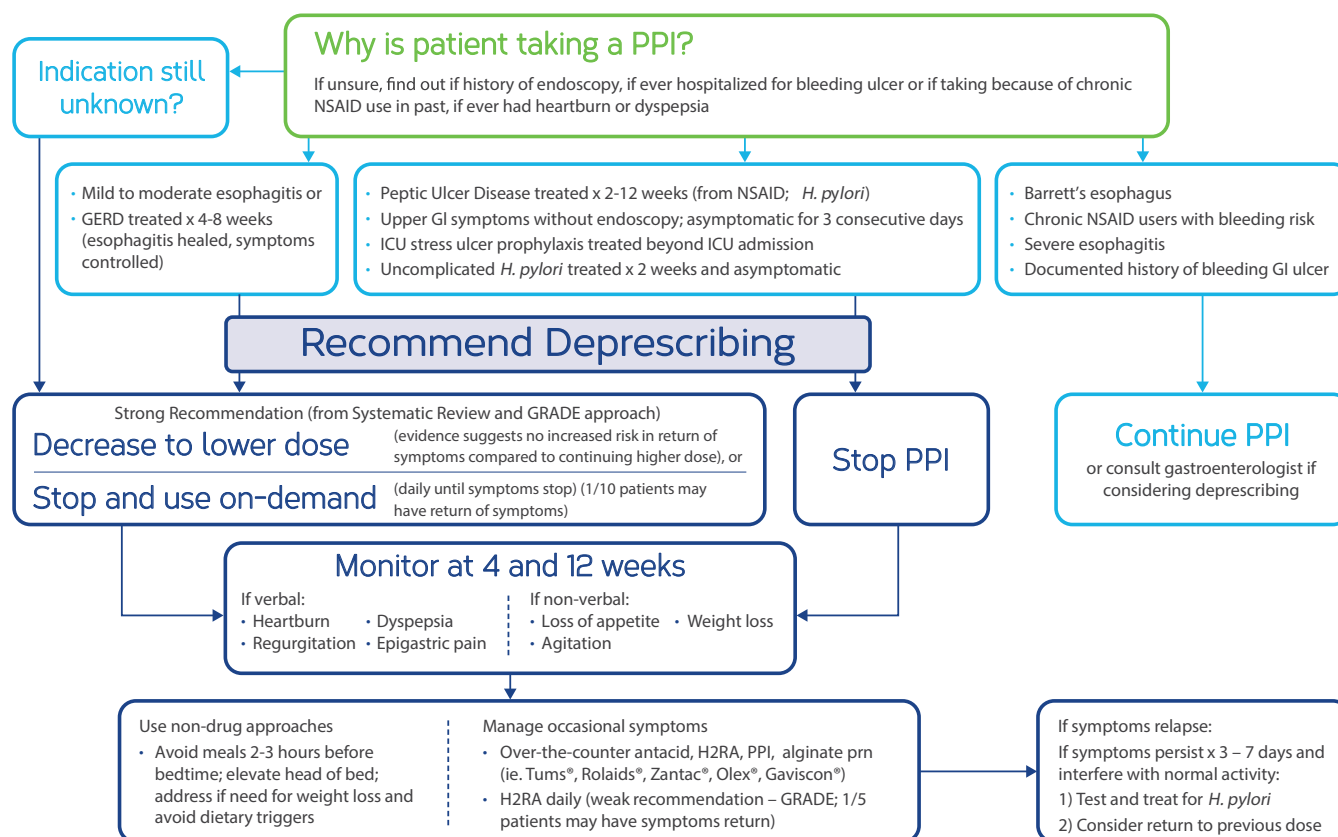 Why is patient taking a PPI?
If unsure, find out if history of endoscopy, if ever hospitalized for bleeding ulcer or if taking because of chronic
NSAID use in past, if ever had heartburn or dyspepsia
Indication still
unknown?
• Mild to moderate esophagitis or
• GERD treated x 4-8 weeks
(esophagitis healed, symptoms
controlled)
• Peptic Ulcer Disease treated x 2-12 weeks (from NSAID; H. pylori)
• Upper GI symptoms without endoscopy; asymptomatic for 3 consecutive days
• ICU stress ulcer prophylaxis treated beyond ICU admission
• Uncomplicated H. pylori treated x 2 weeks and asymptomatic
• Barrett’s esophagus
• Chronic NSAID users with bleeding risk
• Severe esophagitis
• Documented history of bleeding GI ulcer
Recommend Deprescribing
Strong Recommendation (from Systematic Review and GRADE approach)
Decrease to lower dose
(evidence suggests no increased risk in return of
symptoms compared to continuing higher dose), or
Stop and use on-demand
(daily until symptoms stop) (1/10 patients may
have return of symptoms)
Stop PPI
Continue PPI
or consult gastroenterologist if
considering deprescribing
Monitor at 4 and 12 weeks
If verbal:
• Heartburn • Dyspepsia
• Regurgitation • Epigastric pain
If non-verbal:
• Loss of appetite • Weight loss
• Agitation
Use non-drug approaches
• Avoid meals 2-3 hours before
bedtime; elevate head of bed;
address if need for weight loss and
avoid dietary triggers
Manage occasional symptoms
• Over-the-counter antacid, H2RA, PPI, alginate prn
(ie. Tums®, Rolaids®, Zantac®, Olex®, Gaviscon®)
• H2RA daily (weak recommendation – GRADE; 1/5
patients may have symptoms return)
If symptoms relapse:
If symptoms persist x 3 – 7 days and
interfere with normal activity:
1) Test and treat for H. pylori
2) Consider return to previous dose